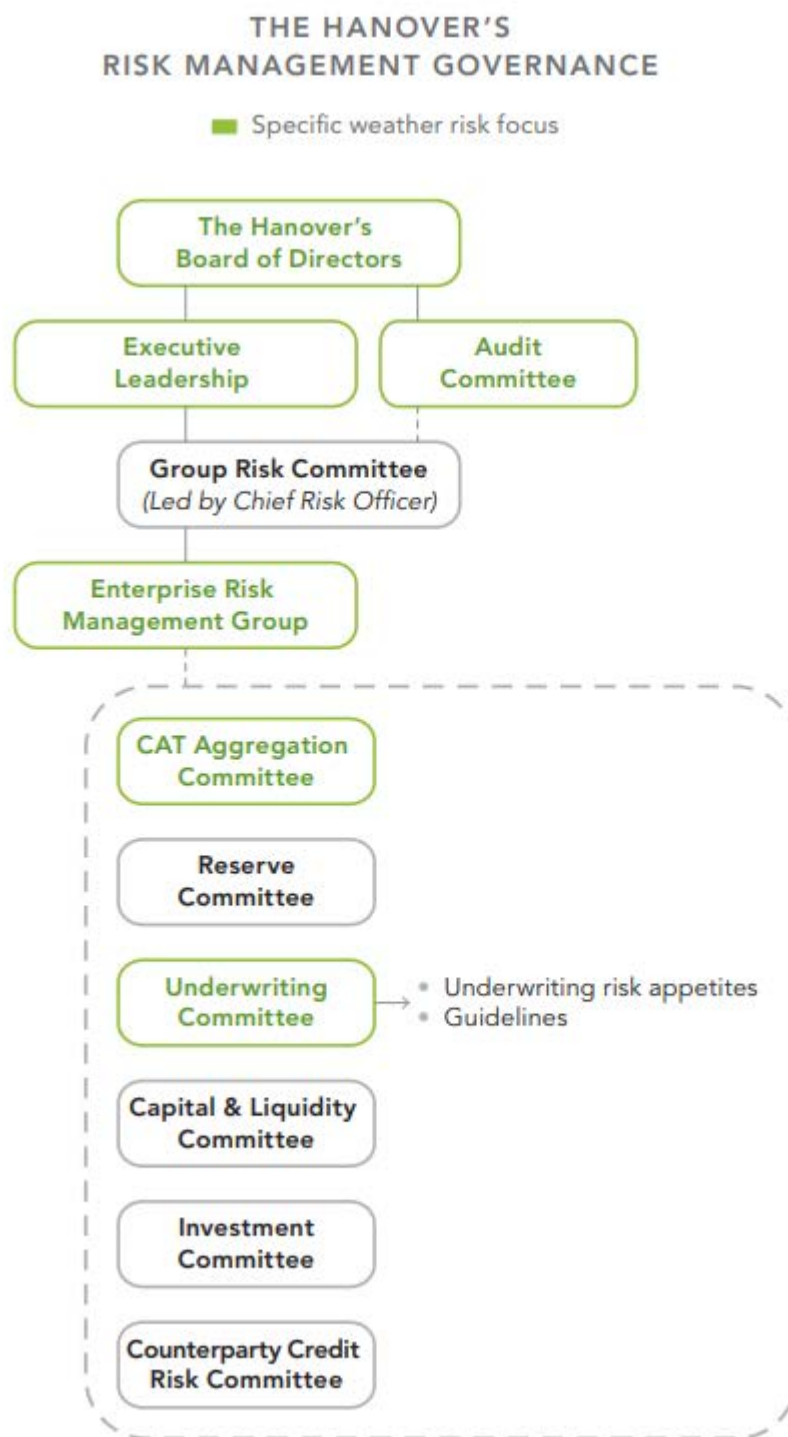 THE HANOVER’S
RISK MANAGEMENT GOVERNANCE
Specific weather risk focus
The Hanover’s
Board of Directors
Executive
Leadership
Audit
Committee
Group Risk Committee
(Led by Chief Risk Officer)
Enterprise Risk
Management Group
CAT Aggregation
Committee
Reserve
Committee
Underwriting
Committee
• Underwriting risk appetites
• Guidelines
Capital & Liquidity
Committee
Investment
Committee
Counterparty Credit
Risk Committee